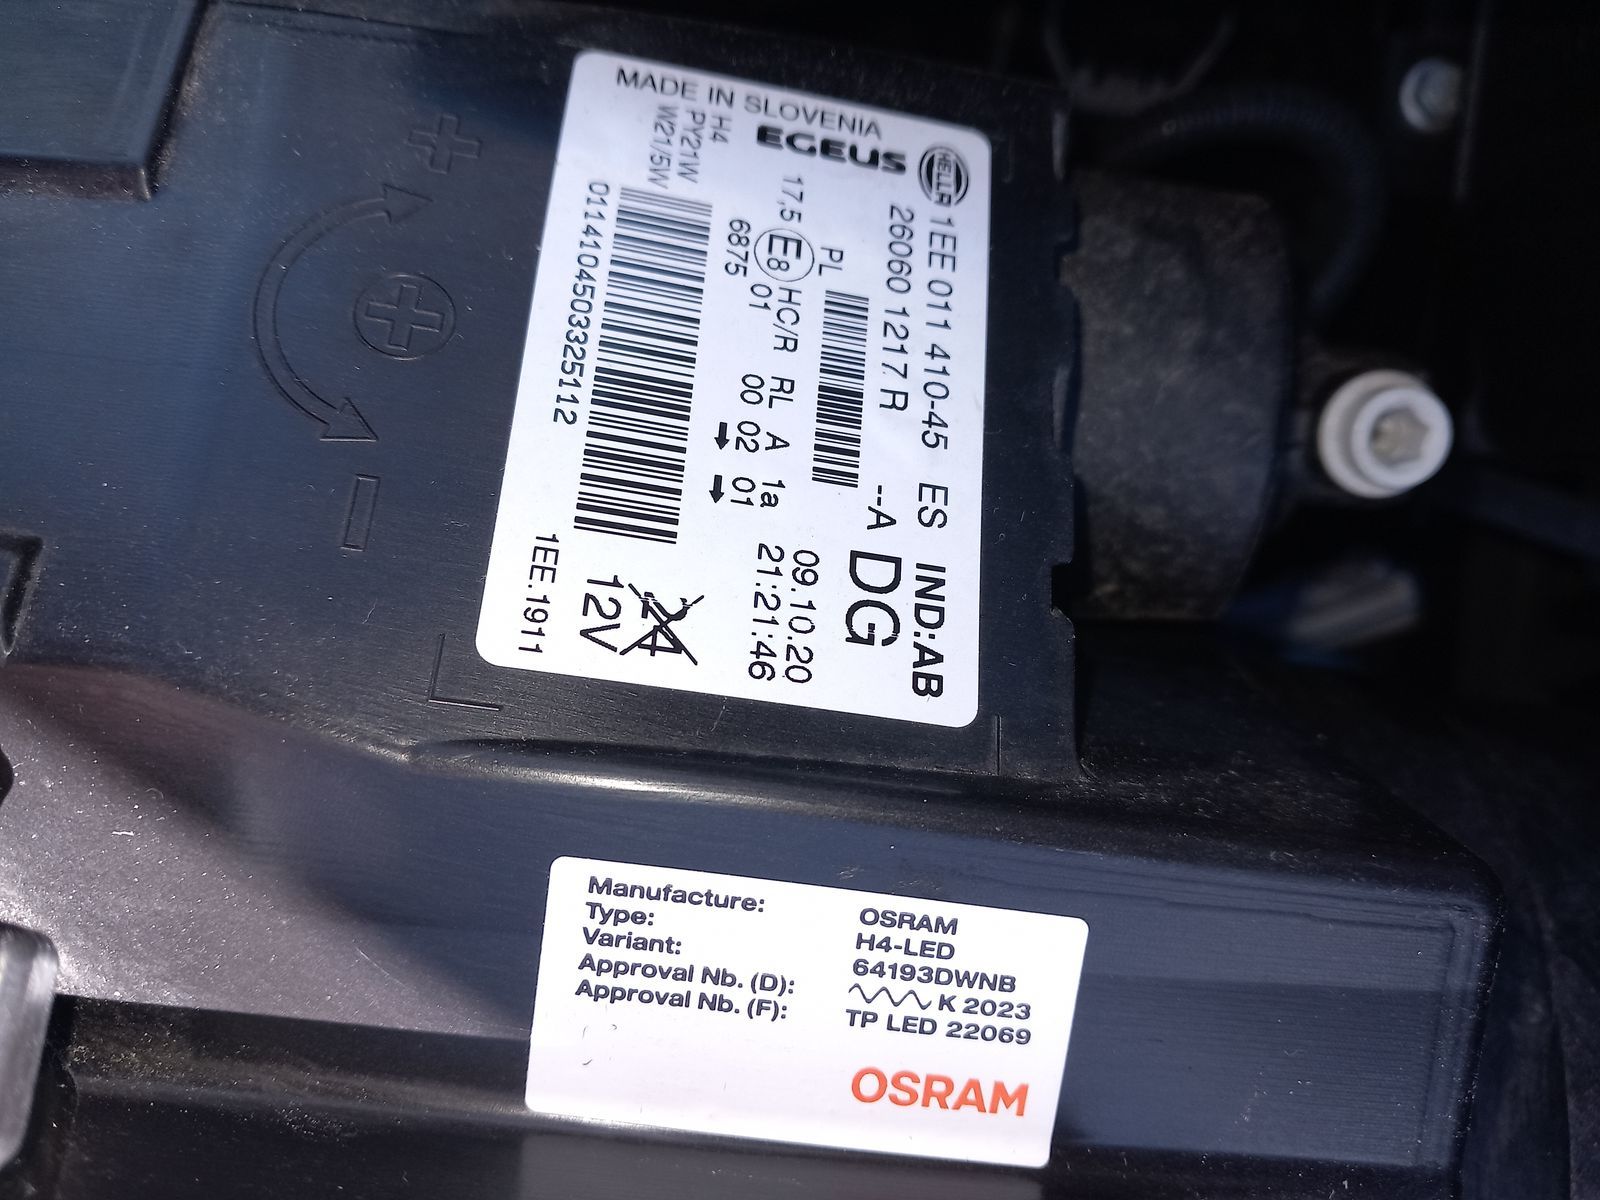 MADE IN SLOVENIA
EGEUS
HELLA
1EE 011 410-45 ES IND:AB
26060 1217 R --A DG
H4
PY21W
W21/5W
PL
17,5 E8 HC/R RL A 1a
6875 01 00 02 01
09.10.20
21:21:46
0114104503325112
24
12V
1EE.1911
Manufacture: OSRAM
Type: H4-LED
Variant: 64193DWNB
Approval Nb. (D): K 2023
Approval Nb. (F): TP LED 22069
OSRAM